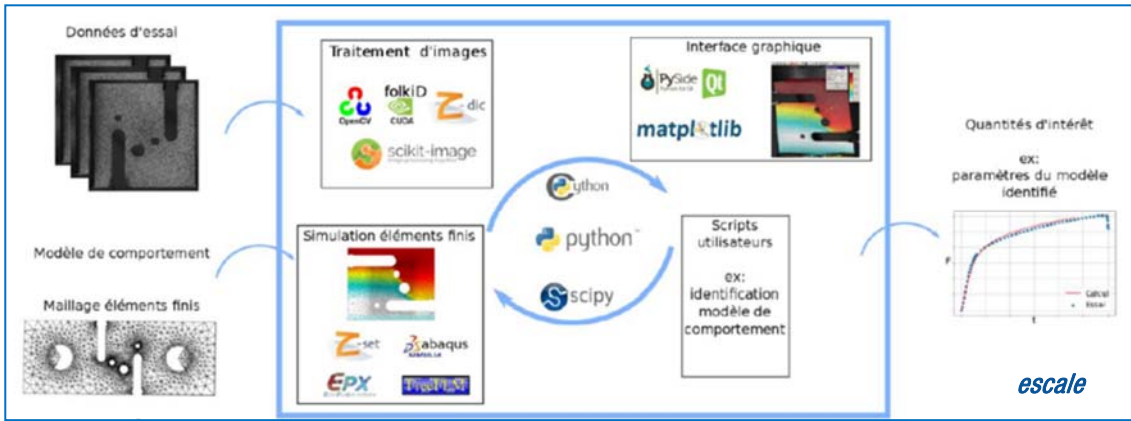 Données d'essai
Traitement d'images
OpenCV
folkiD
CUDA
Z-dic
scikit-image
Interface graphique
PySide
Qt
matplotlib
Cython
python
scipy
Modèle de comportement
Maillage éléments finis
Simulation éléments finis
Z-set
abaqus
EPX
Scripts
utilisateurs
ex:
identification
modèle de
comportement
Quantités d'intérêt
ex:
paramètres du modèle
identifié
F
Calcul
Essai
t
escale